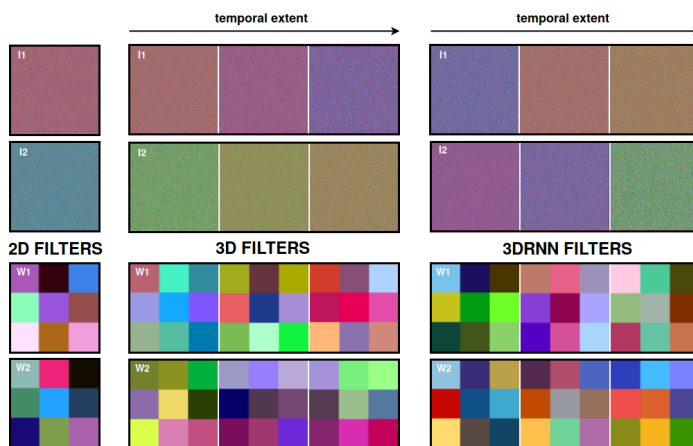 temporal extent temporal extent
I1 I1 I1
I2 I2 I2
2D FILTERS 3D FILTERS 3DRNN FILTERS
W1 W1 W1
W2 W2 W2